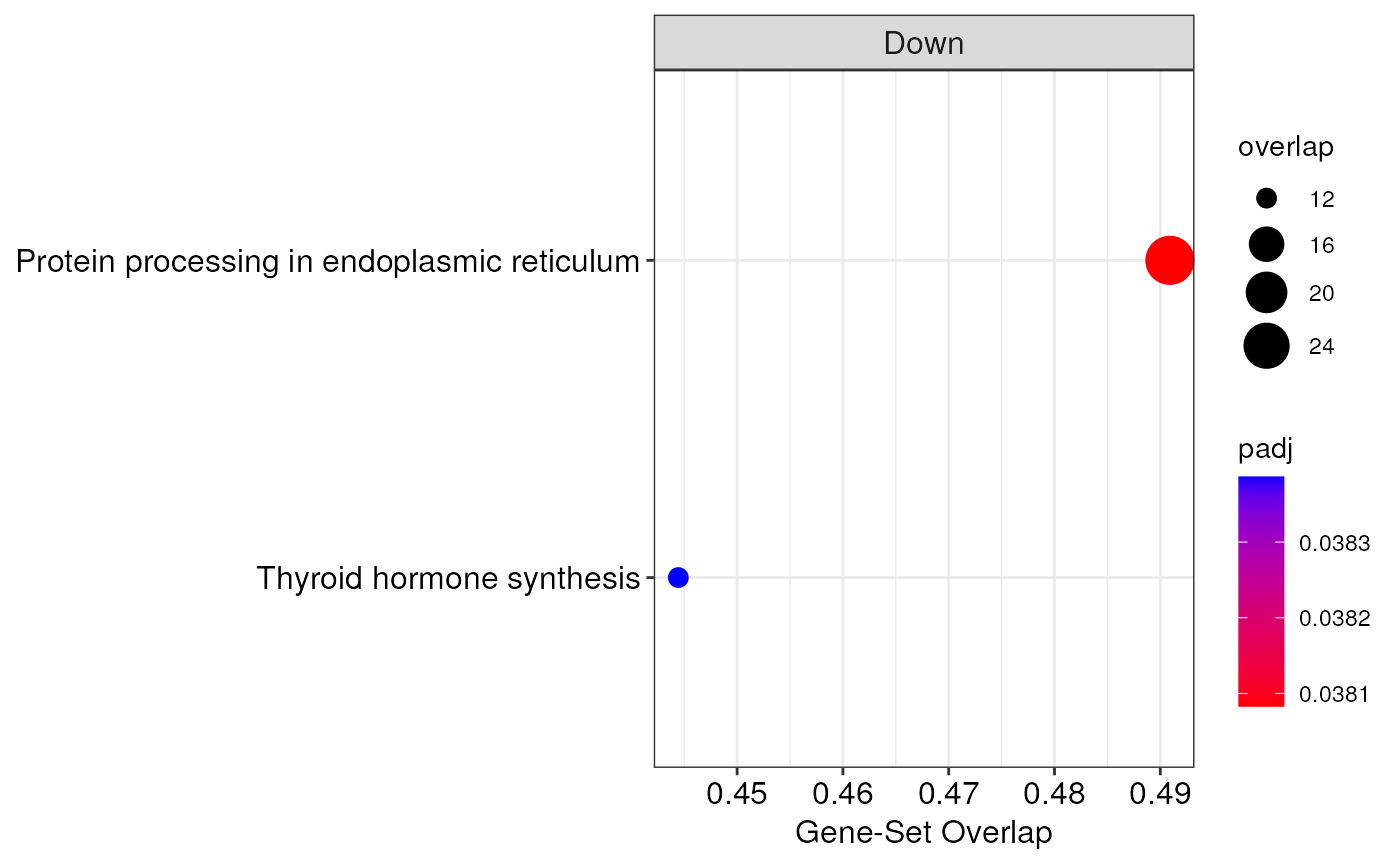 Down
Protein processing in endoplasmic reticulum
Thyroid hormone synthesis
0.45 0.46 0.47 0.48 0.49
Gene-Set Overlap
overlap
12
16
20
24
padj
0.0383
0.0382
0.0381